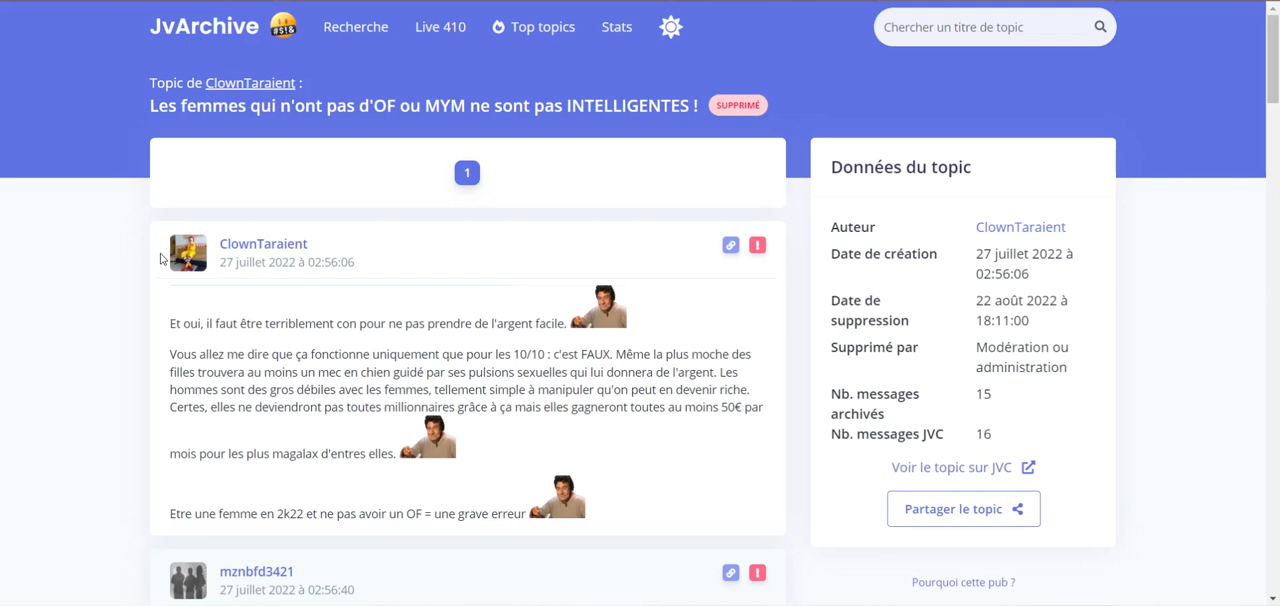 JvArchive
Recherche
Live 410
Top topics
Stats
Chercher un titre de topic
Topic de ClownTaraient :
Les femmes qui n'ont pas d'OF ou MYM ne sont pas INTELLIGENTES !
SUPPRIMÉ
1
ClownTaraient
27 juillet 2022 à 02:56:06
Et oui, il faut être terriblement con pour ne pas prendre de l'argent facile.
Vous allez me dire que ça fonctionne uniquement que pour les 10/10 : c'est FAUX. Même la plus moche des
filles trouvera au moins un mec en chien guidé par ses pulsions sexuelles qui lui donnera de l'argent. Les
hommes sont des gros débiles avec les femmes, tellement simple à manipuler qu'on peut en devenir riche.
Certes, elles ne deviendront pas toutes millionnaires grâce à ça mais elles gagneront toutes au moins 50€ par
mois pour les plus magalax d'entres elles.
Etre une femme en 2k22 et ne pas avoir un OF = une grave erreur
mznbfd3421
27 juillet 2022 à 02:56:40
Données du topic
Auteur
ClownTaraient
Date de création
27 juillet 2022 à
02:56:06
Date de
suppression
22 août 2022 à
18:11:00
Supprimé par
Modération ou
administration
Nb. messages
archivés
15
Nb. messages JVC
16
Voir le topic sur JVC
Partager le topic
Pourquoi cette pub ?